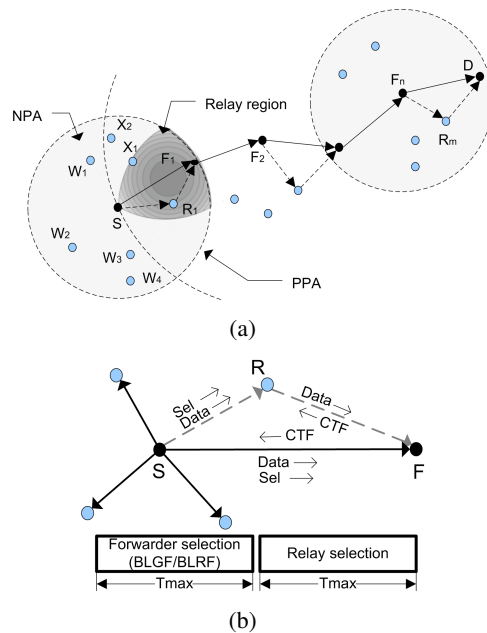 D
Fn
Rm
NPA
Relay region
X2
X1
F1
F2
W1
R1
S
W2
W3
W4
PPA
(a)
R
Sel
Data
Data
CTF
CTF
S
F
Data
Sel
Forwarder selection
(BLGF/BLRF)
Relay selection
Tmax
Tmax
(b)